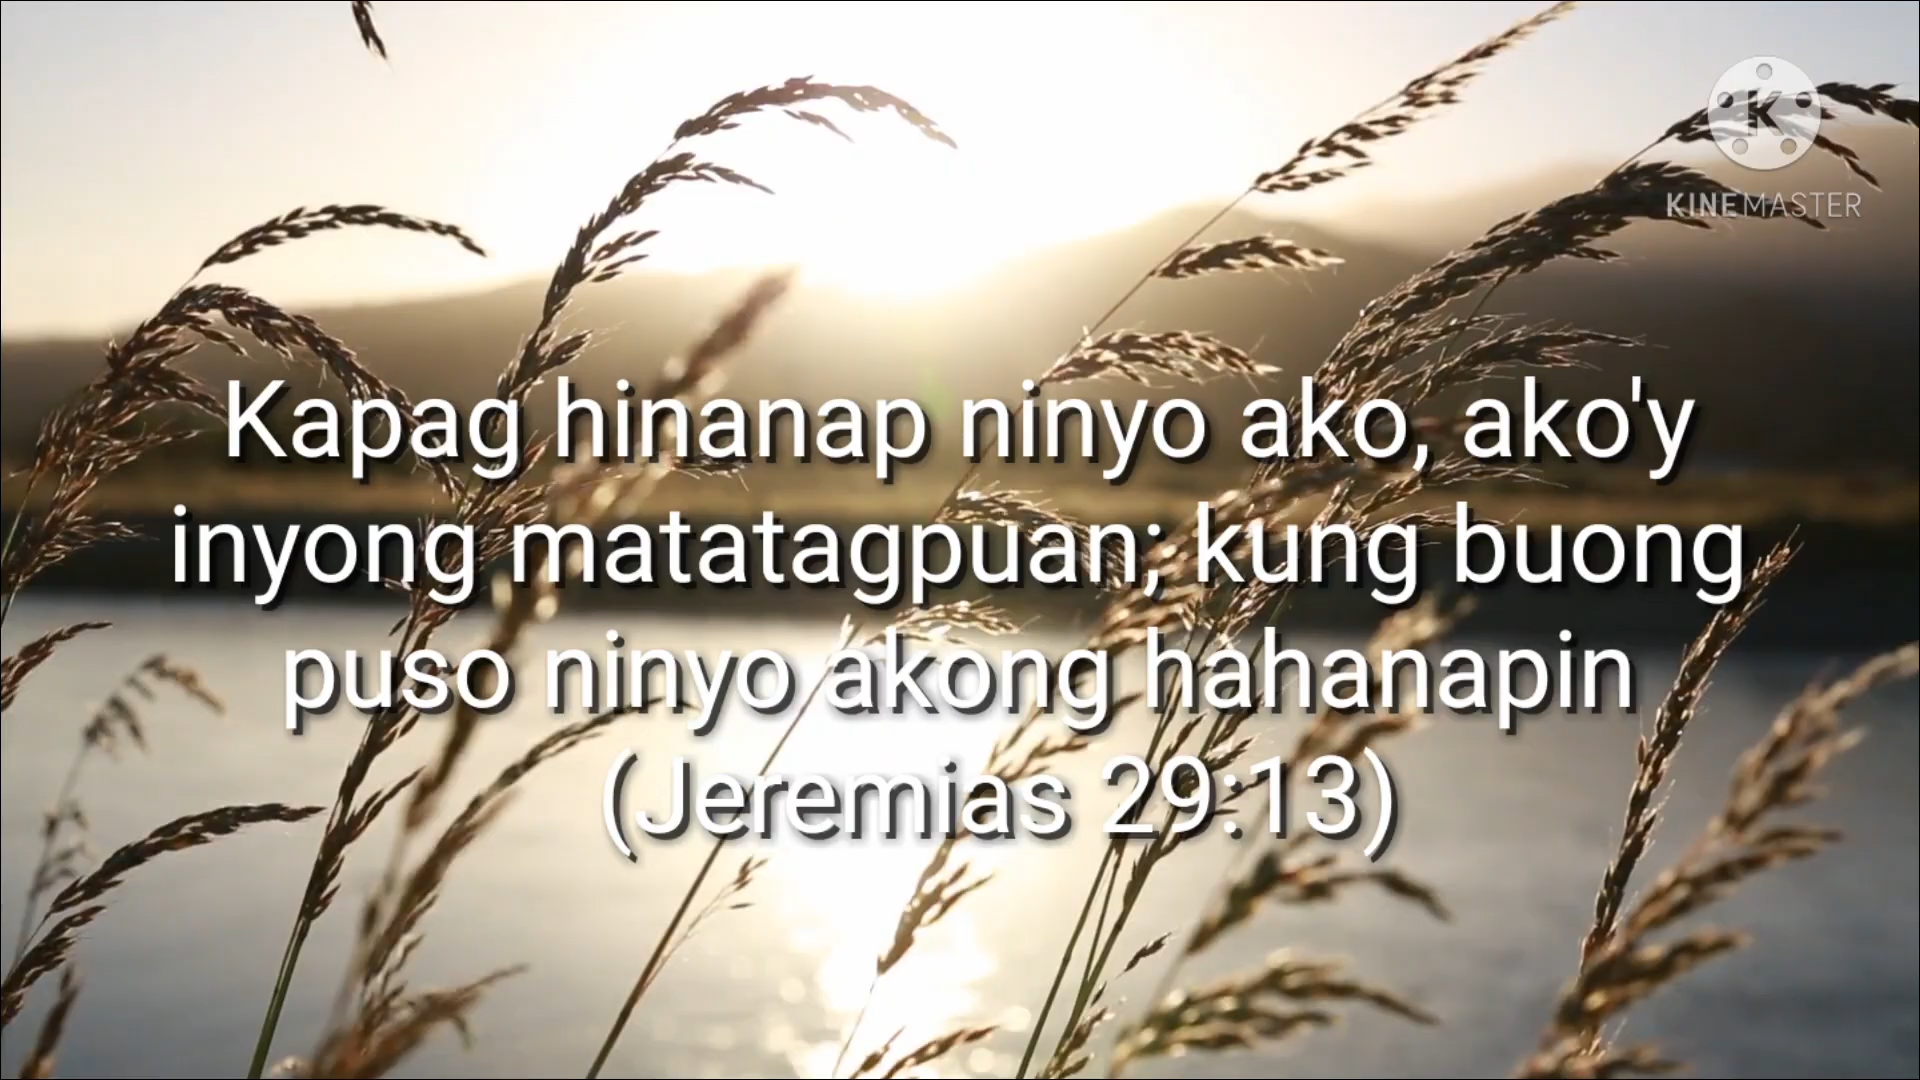 K
KINEMASTER
Kapag hinanap ninyo ako, ako'y
inyong matatagpuan; kung buong
puso ninyo akong hahanapin
(Jeremias 29:13)